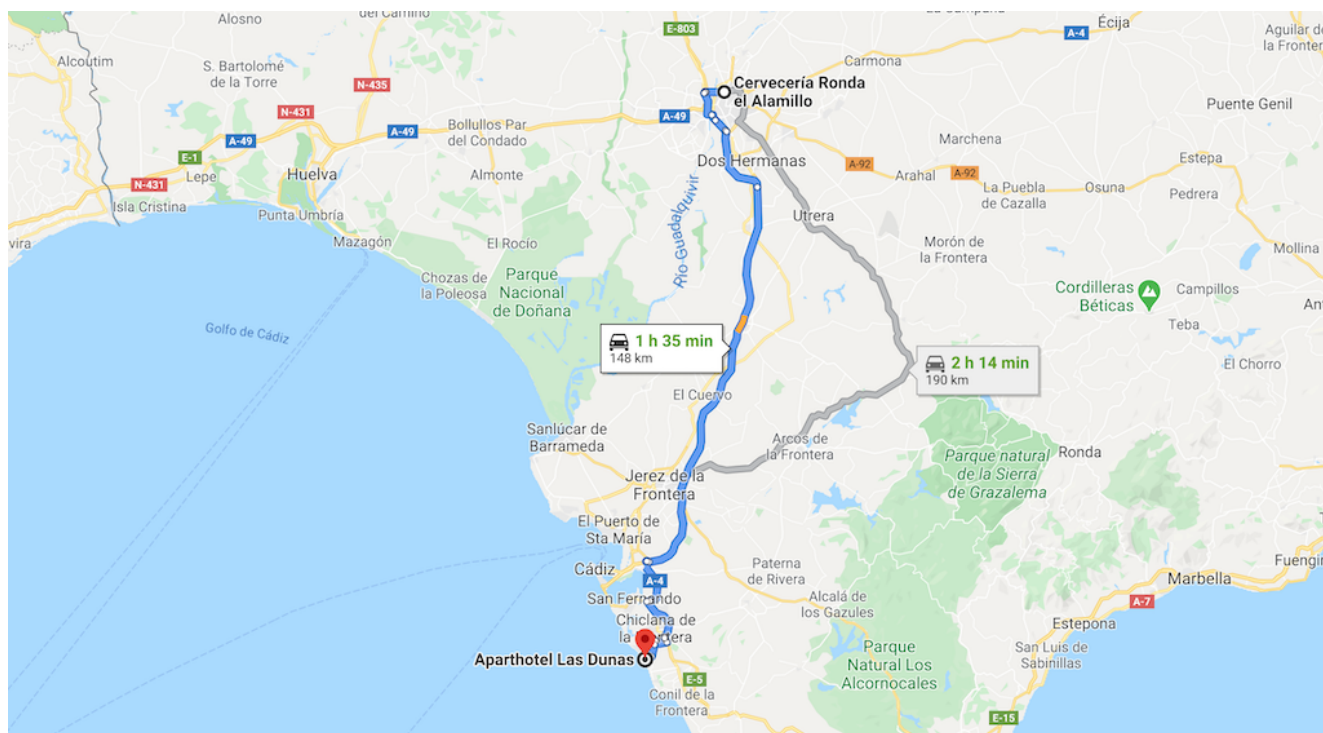 Alosno
del Camino
E-803
A-4
Écija
Aguilar de
la Frontera
Alcoutim
S. Bartolomé
de la Torre
N-435
Carmona
Cervecería Ronda
el Alamillo
Puente Genil
N-431
A-49
Bollullos Par
del Condado
A-49
A-49
Marchena
E-1
Lepe
Huelva
Almonte
Dos Hermanas
A-92
Arahal
A-92
Estepa
N-431
La Puebla
de Cazalla
Osuna
Pedrera
Isla Cristina
Punta Umbría
Utrera
vira
Mazagón
El Rocío
Río Guadalquivir
Morón de
la Frontera
Mollina
Chozas de
la Poleosa
Parque
Nacional
de Doñana
Cordilleras
Béticas
Campillos
Teba
Golfo de Cádiz
1 h 35 min
148 km
2 h 14 min
190 km
El Chorro
El Cuervo
Sanlúcar de
Barrameda
Arcos de
la Frontera
Parque natural
de la Sierra
de Grazalema
Ronda
Jerez de la
Frontera
El Puerto de
Sta María
Cádiz
Paterna
de Rivera
Fuengir
A-4
Marbella
San Fernando
Alcalá de
los Gazules
A-7
Chiclana de
la Frontera
Estepona
Aparthotel Las Dunas
Parque
Natural Los
Alcornocales
San Luis de
Sabinillas
E-5
Conil de la
Frontera
E-15